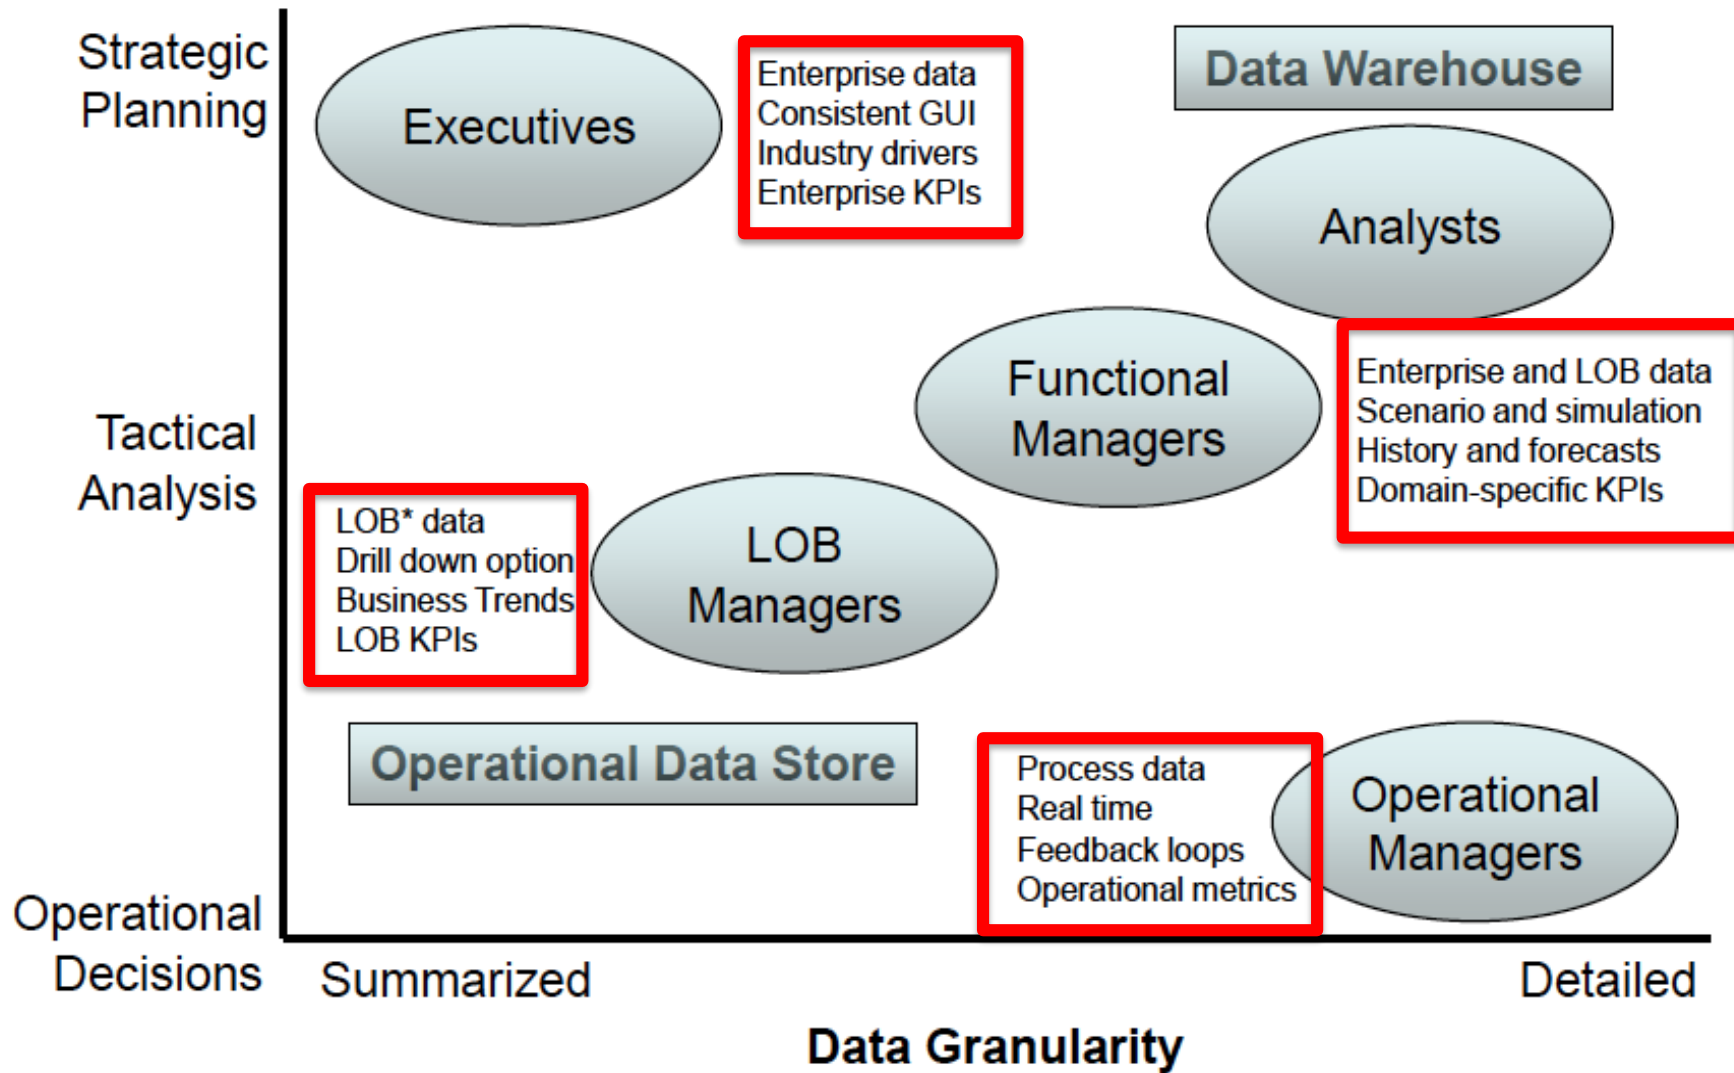 Strategic
Planning
Executives
Enterprise data
Consistent GUI
Industry drivers
Enterprise KPIs
Data Warehouse
Analysts
Functional
Managers
Enterprise and LOB data
Scenario and simulation
History and forecasts
Domain-specific KPIs
Tactical
Analysis
LOB* data
Drill down option
Business Trends
LOB KPIs
LOB
Managers
Operational Data Store
Process data
Real time
Feedback loops
Operational metrics
Operational
Managers
Operational
Decisions
Summarized
Detailed
Data Granularity